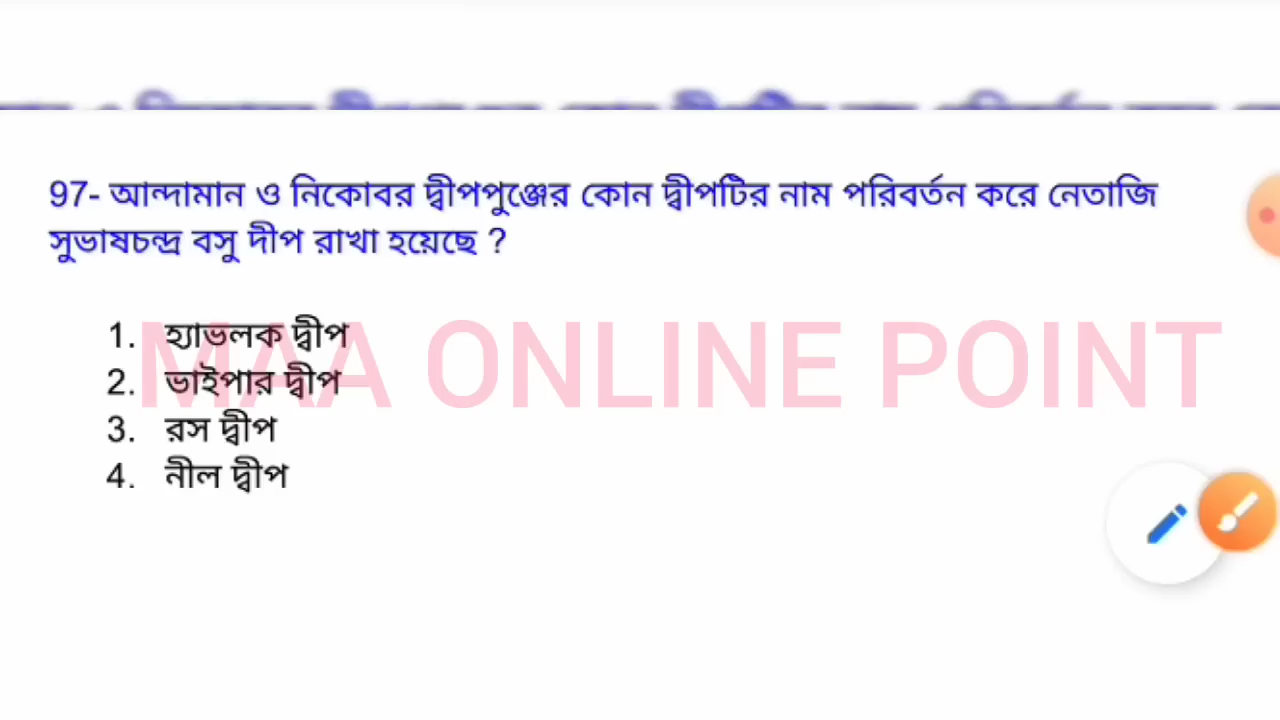 97- আন্দামান ও নিকোবর দ্বীপপুঞ্জের কোন দ্বীপটির নাম পরিবর্তন করে নেতাজি
সুভাষচন্দ্র বসু দীপ রাখা হয়েছে ?
1. হ্যাভলক দ্বীপ
2. ভাইপার দ্বীপ
MAA ONLINE POINT
3. রস দ্বীপ
4. নীল দ্বীপ